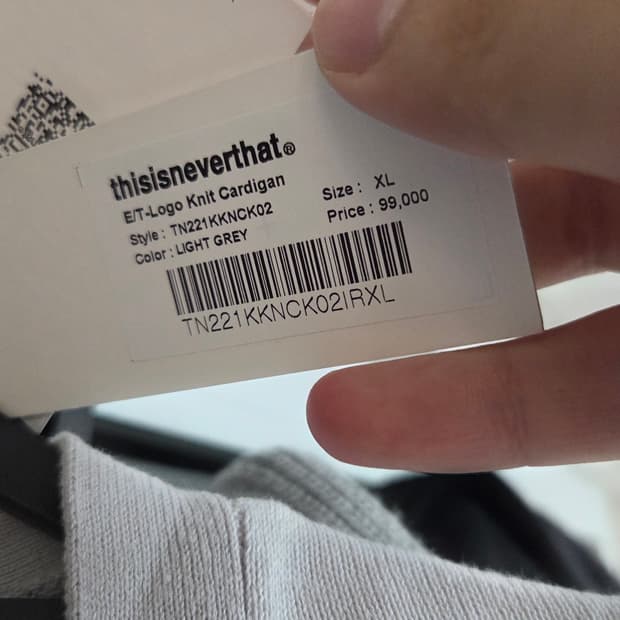 thisisneverthat®
E/T-Logo Knit Cardigan
Style : TN221KKNCK02
Size : XL
Color : LIGHT GREY
Price : 99,000
TN221KKNCK02IRXL